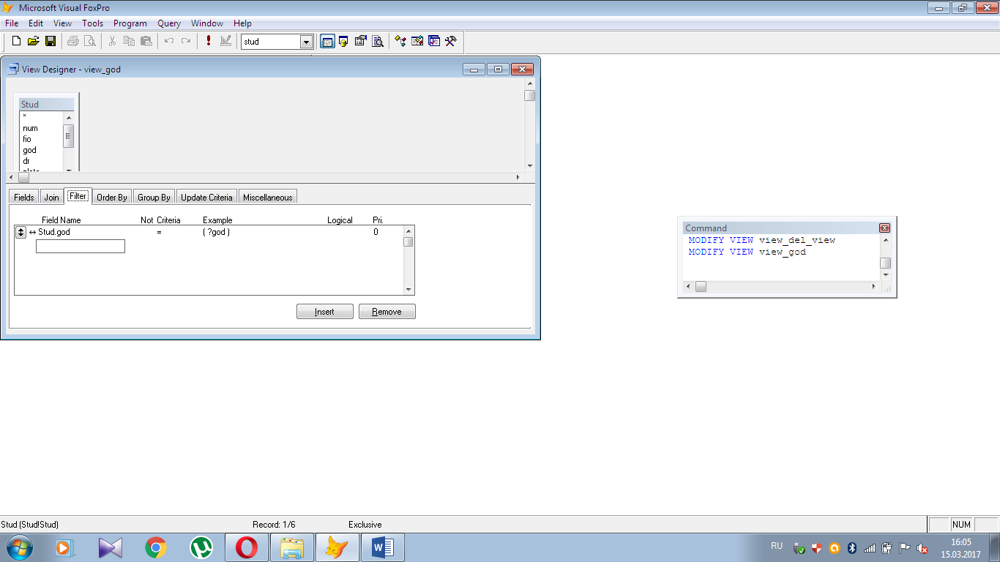 Microsoft Visual FoxPro
File Edit View Tools Program Query Window Help
stud
View Designer - view_god
Stud
*
num
fio
god
dr
Fields Join Filter Order By Group By Update Criteria Miscellaneous
Field Name Not Criteria Example Logical Pri.
Stud.god = ( ?god ) 0
Insert Remove
Command
MODIFY VIEW view_del_view
MODIFY VIEW view_god
Stud (Stud!Stud) Record: 1/6 Exclusive NUM
RU 16:05
15.03.2017